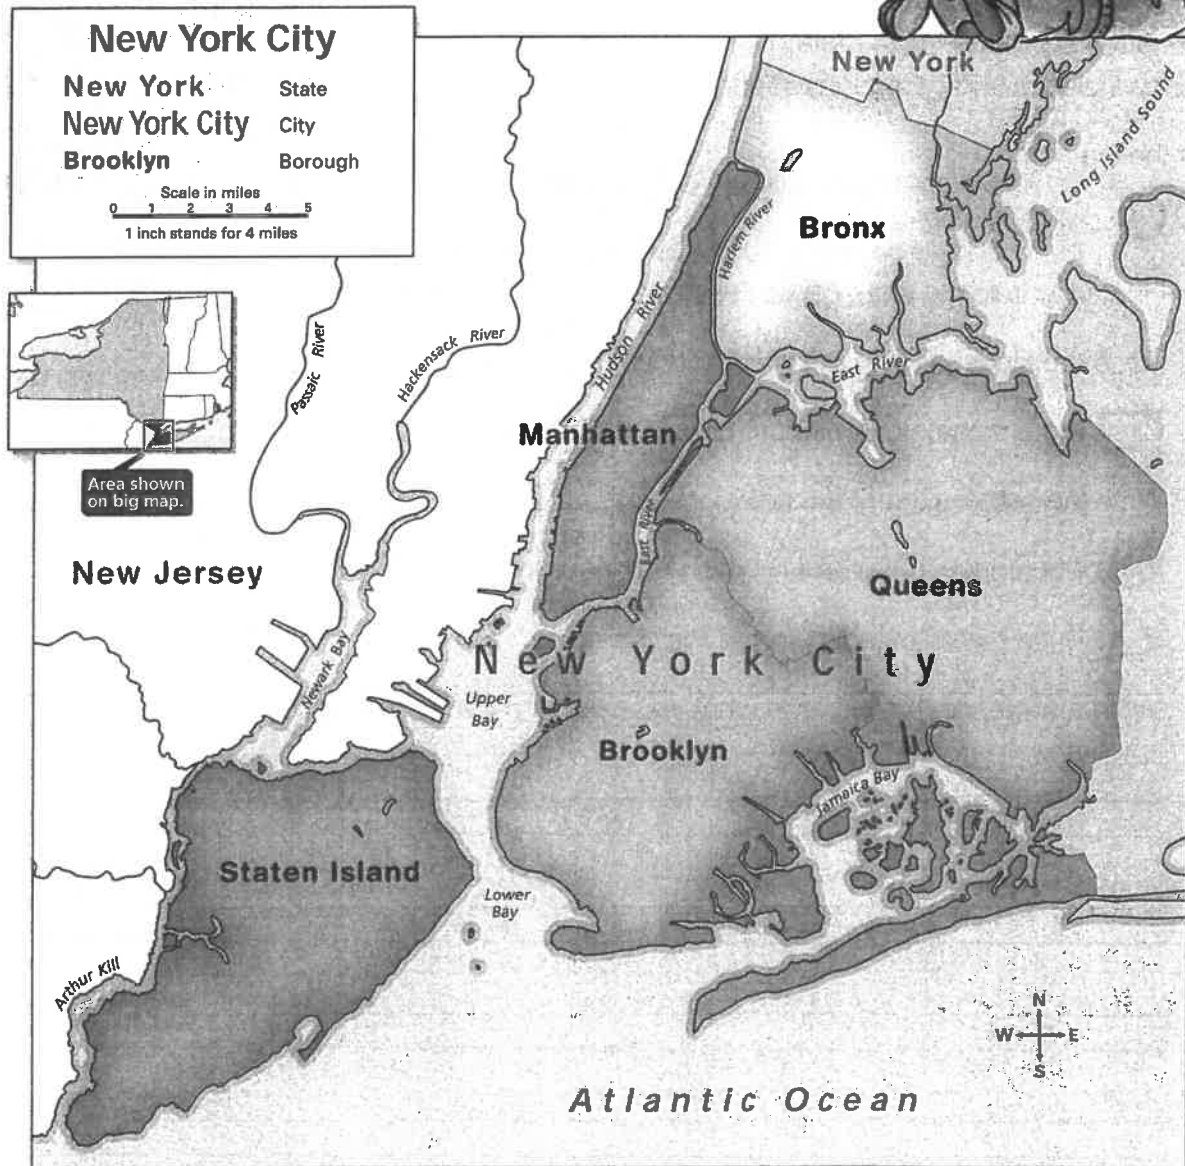 New York City
New York State
New York City City
Brooklyn Borough
Scale in miles
0 1 2 3 4 5
1 inch stands for 4 miles
New York
Long Island Sound
Bronx
Harlem River
Hudson River
East River
Passaic River
Hackensack River
Manhattan
Area shown
on big map.
East River
New Jersey
Queens
Newark Bay
New York City
Upper
Bay
Brooklyn
Jamaica Bay
Staten Island
Lower
Bay
Arthur Kill
N
W E
S
Atlantic Ocean